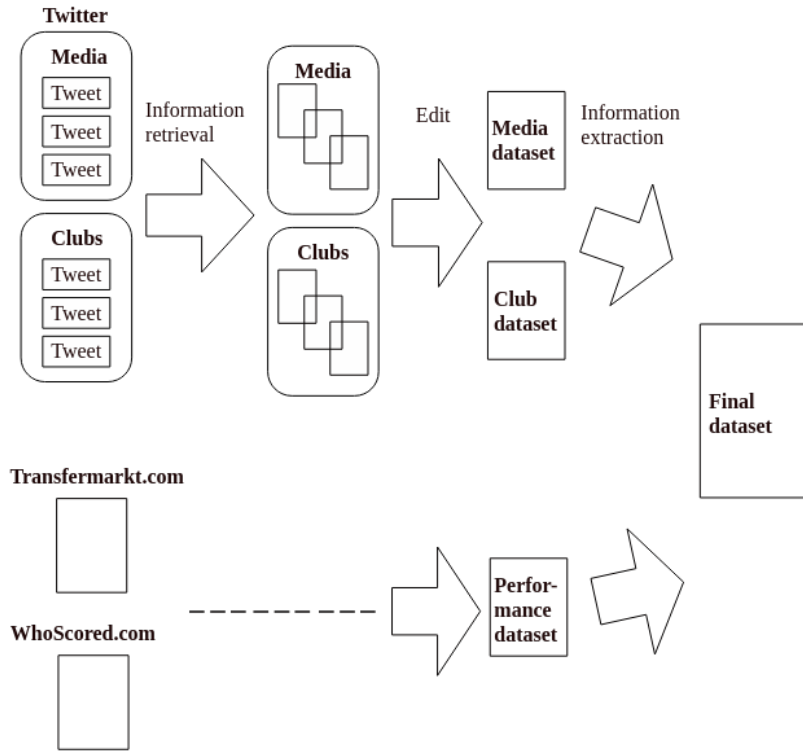 Twitter
Media
Tweet
Tweet
Tweet
Clubs
Tweet
Tweet
Tweet
Information
retrieval
Media
Clubs
Edit
Media
dataset
Club
dataset
Information
extraction
Final
dataset
Transfermarkt.com
WhoScored.com
Perfor-
mance
dataset